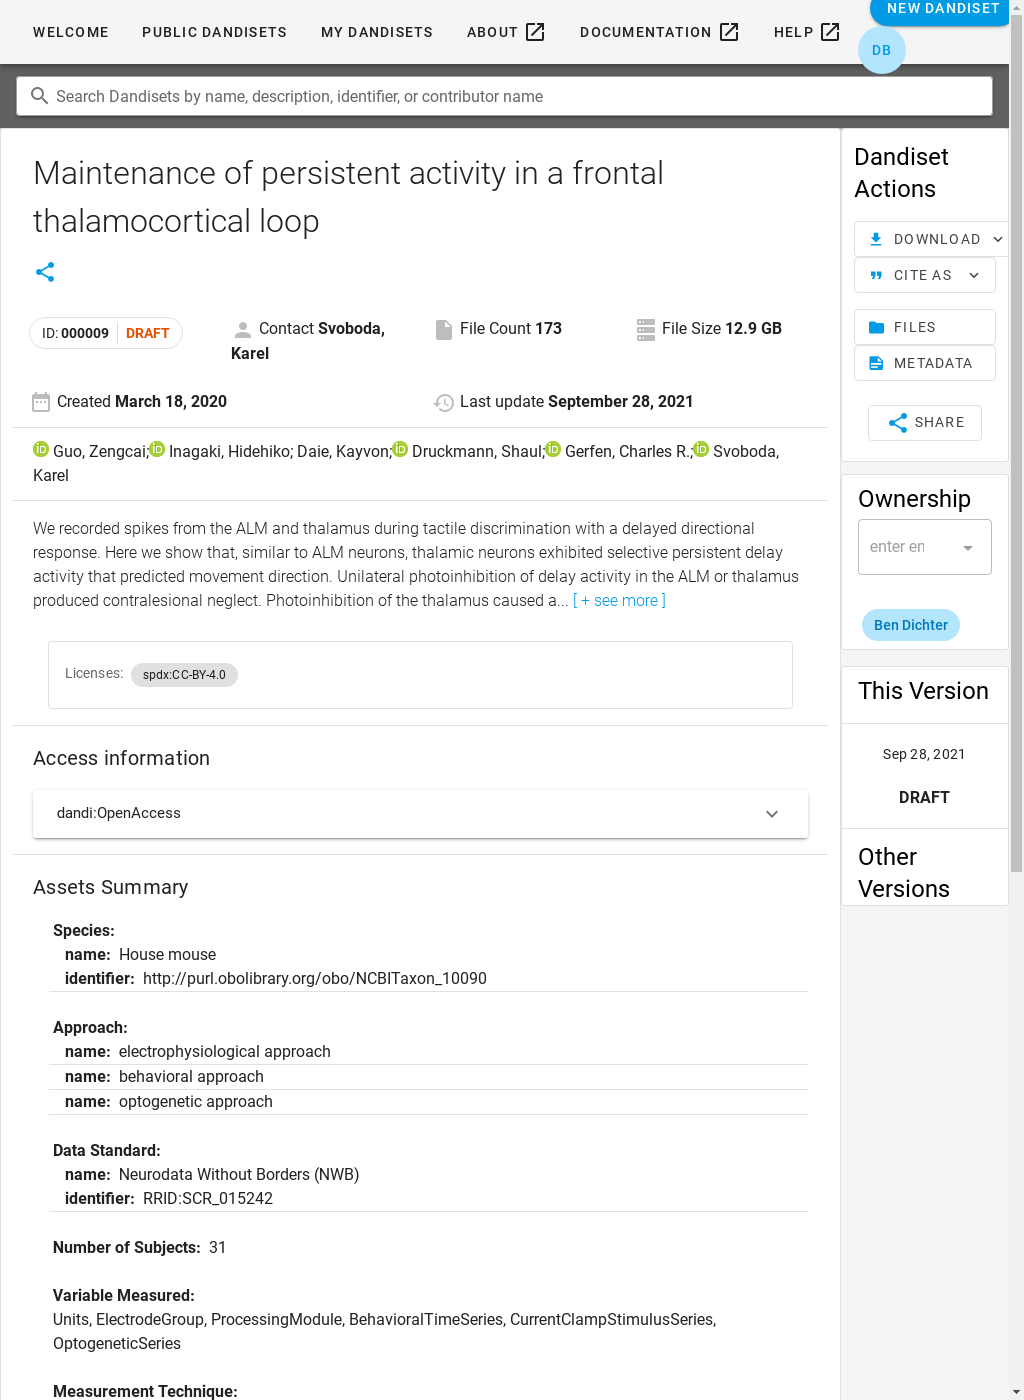 WELCOME PUBLIC DANDISETS MY DANDISETS ABOUT DOCUMENTATION HELP NEW DANDISET
DB
Search Dandisets by name, description, identifier, or contributor name
Maintenance of persistent activity in a frontal
thalamocortical loop
ID: 000009 DRAFT
Contact Svoboda,
Karel
File Count 173
File Size 12.9 GB
Created March 18, 2020
Last update September 28, 2021
iD Guo, Zengcai; iD Inagaki, Hidehiko; Daie, Kayvon; iD Druckmann, Shaul; iD Gerfen, Charles R.; iD Svoboda,
Karel
We recorded spikes from the ALM and thalamus during tactile discrimination with a delayed directional
response. Here we show that, similar to ALM neurons, thalamic neurons exhibited selective persistent delay
activity that predicted movement direction. Unilateral photoinhibition of delay activity in the ALM or thalamus
produced contralesional neglect. Photoinhibition of the thalamus caused a... [ + see more ]
Licenses: spdx:CC-BY-4.0
Access information
dandi:OpenAccess
Assets Summary
Species:
name: House mouse
identifier: http://purl.obolibrary.org/obo/NCBITaxon_10090
Approach:
name: electrophysiological approach
name: behavioral approach
name: optogenetic approach
Data Standard:
name: Neurodata Without Borders (NWB)
identifier: RRID:SCR_015242
Number of Subjects: 31
Variable Measured:
Units, ElectrodeGroup, ProcessingModule, BehavioralTimeSeries, CurrentClampStimulusSeries,
OptogeneticSeries
Measurement Technique:
Dandiset
Actions
DOWNLOAD
CITE AS
FILES
METADATA
SHARE
Ownership
enter en
Ben Dichter
This Version
Sep 28, 2021
DRAFT
Other
Versions